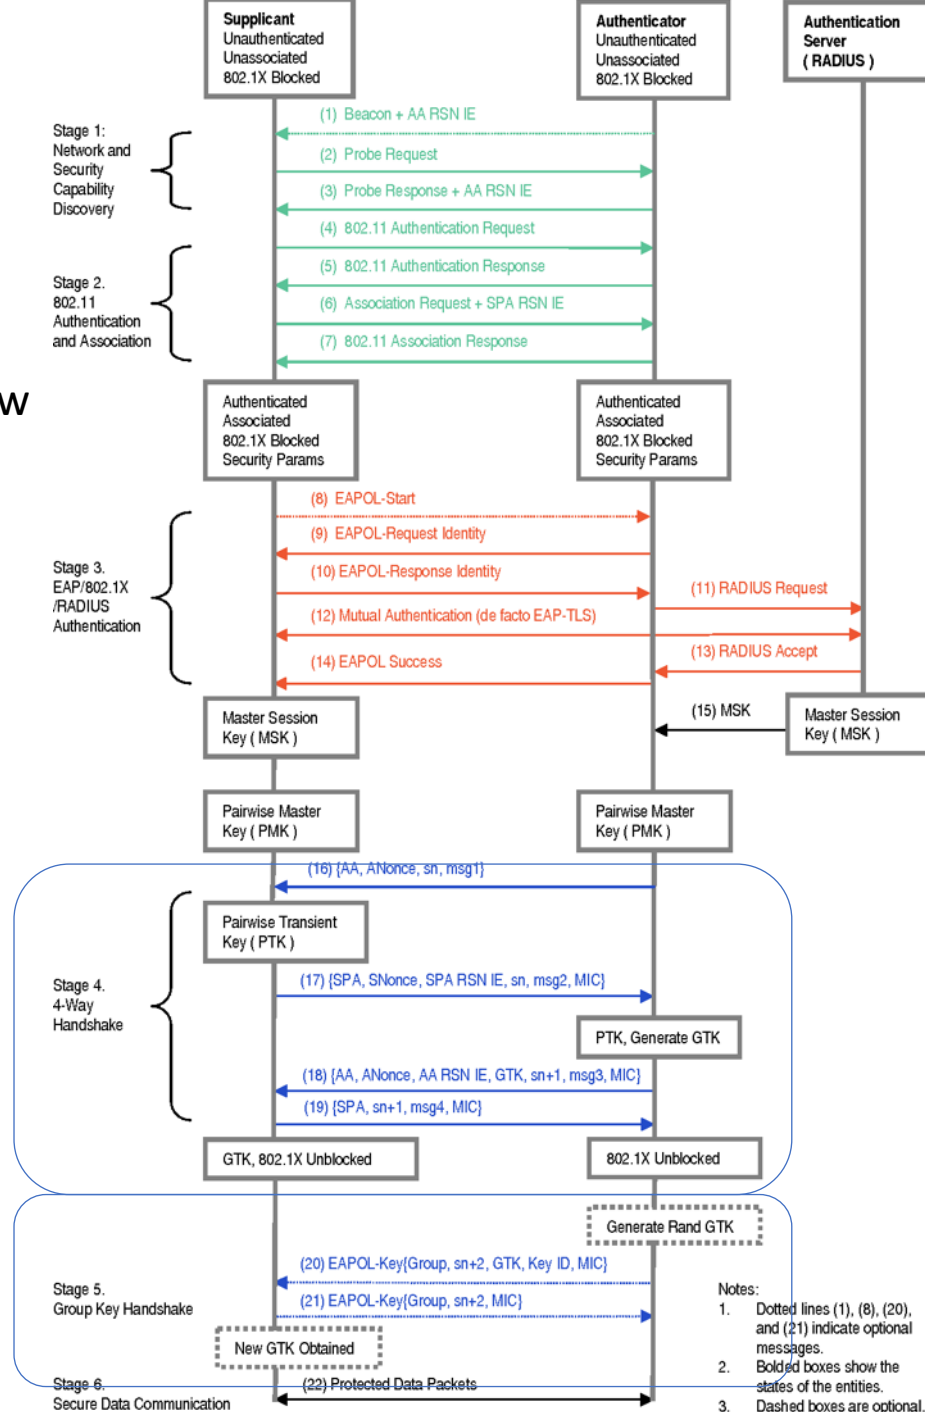 Supplicant
Unauthenticated
Unassociated
802.1X Blocked
Authenticator
Unauthenticated
Unassociated
802.1X Blocked
Authentication
Server
( RADIUS )
(1) Beacon + AA RSN IE
Stage 1:
Network and
Security
Capability
Discovery
(2) Probe Request
(3) Probe Response + AA RSN IE
(4) 802.11 Authentication Request
Stage 2.
802.11
Authentication
and Association
(5) 802.11 Authentication Response
(6) Association Request + SPA RSN IE
(7) 802.11 Association Response
w
Authenticated
Associated
802.1X Blocked
Security Params
Authenticated
Associated
802.1X Blocked
Security Params
(8) EAPOL-Start
(9) EAPOL-Request Identity
Stage 3.
EAP/802.1X
/RADIUS
Authentication
(10) EAPOL-Response Identity
(11) RADIUS Request
(12) Mutual Authentication (de facto EAP-TLS)
(13) RADIUS Accept
(14) EAPOL Success
Master Session
Key ( MSK )
(15) MSK
Master Session
Key ( MSK )
Pairwise Master
Key ( PMK )
Pairwise Master
Key ( PMK )
(16) {AA, ANonce, sn, msg1}
Pairwise Transient
Key ( PTK )
Stage 4.
4-Way
Handshake
(17) {SPA, SNonce, SPA RSN IE, sn, msg2, MIC}
PTK, Generate GTK
(18) {AA, ANonce, AA RSN IE, GTK, sn+1, msg3, MIC}
(19) {SPA, sn+1, msg4, MIC}
GTK, 802.1X Unblocked
802.1X Unblocked
Generate Rand GTK
(20) EAPOL-Key{Group, sn+2, GTK, Key ID, MIC}
Stage 5.
Group Key Handshake
(21) EAPOL-Key{Group, sn+2, MIC}
New GTK Obtained
Stage 6.
Secure Data Communication
(22) Protected Data Packets
Notes:
1. Dotted lines (1), (8), (20),
and (21) indicate optional
messages.
2. Bolded boxes show the
states of the entities.
3. Dashed boxes are optional.